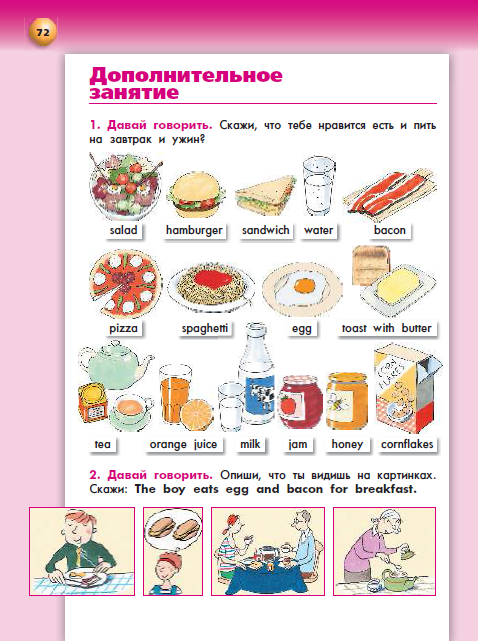 72
Дополнительное
занятие
1. Давай говорить. Скажи, что тебе нравится есть и пить
на завтрак и ужин?
salad hamburger sandwich water bacon
pizza spaghetti egg toast with butter
CORN
FLAKES
tea orange juice milk jam honey cornflakes
2. Давай говорить. Опиши, что ты видишь на картинках.
Скажи: The boy eats egg and bacon for breakfast.